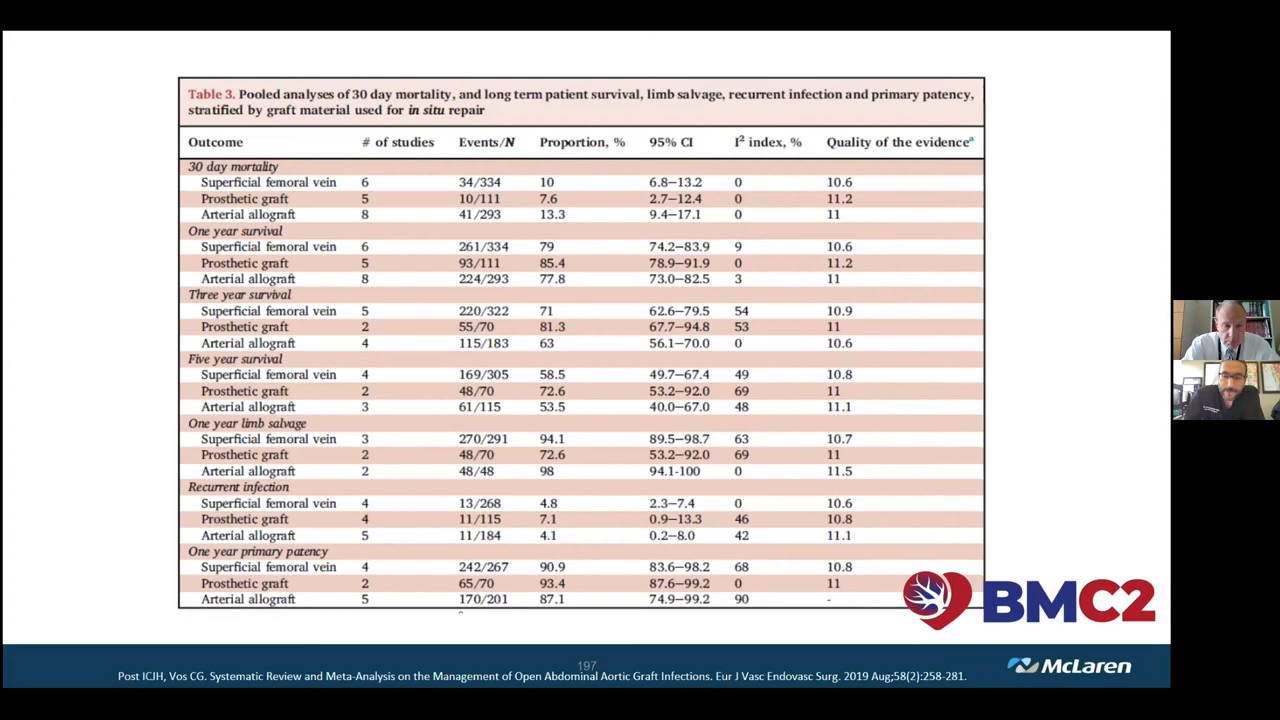 Table 3. Pooled analyses of 30 day mortality, and long term patient survival, limb salvage, recurrent infection and primary patency,
stratified by graft material used for in situ repair
Outcome # of studies Events/N Proportion, % 95% CI I² index, % Quality of the evidenceᵃ
30 day mortality
Superficial femoral vein 6 34/334 10 6.8–13.2 0 10.6
Prosthetic graft 5 10/111 7.6 2.7–12.4 0 11.2
Arterial allograft 8 41/293 13.3 9.4–17.1 0 11
One year survival
Superficial femoral vein 6 261/334 79 74.2–83.9 9 10.6
Prosthetic graft 5 93/111 85.4 78.9–91.9 0 11.2
Arterial allograft 8 224/293 77.8 73.0–82.5 3 11
Three year survival
Superficial femoral vein 5 220/322 71 62.6–79.5 54 10.9
Prosthetic graft 2 55/70 81.3 67.7–94.8 53 11
Arterial allograft 4 115/183 63 56.1–70.0 0 10.6
Five year survival
Superficial femoral vein 4 169/305 58.5 49.7–67.4 49 10.8
Prosthetic graft 2 48/70 72.6 53.2–92.0 69 11
Arterial allograft 3 61/115 53.5 40.0–67.0 48 11.1
One year limb salvage
Superficial femoral vein 3 270/291 94.1 89.5–98.7 63 10.7
Prosthetic graft 2 48/70 72.6 53.2–92.0 69 11
Arterial allograft 2 48/48 98 94.1-100 0 11.5
Recurrent infection
Superficial femoral vein 4 13/268 4.8 2.3–7.4 0 10.6
Prosthetic graft 4 11/115 7.1 0.9–13.3 46 10.8
Arterial allograft 5 11/184 4.1 0.2–8.0 42 11.1
One year primary patency
Superficial femoral vein 4 242/267 90.9 83.6–98.2 68 10.8
Prosthetic graft 2 65/70 93.4 87.6–99.2 0 11
Arterial allograft 5 170/201 87.1 74.9–99.2 90 -
BMC2
197
Post ICJH, Vos CG. Systematic Review and Meta-Analysis on the Management of Open Abdominal Aortic Graft Infections. Eur J Vasc Endovasc Surg. 2019 Aug;58(2):258-281.
McLaren